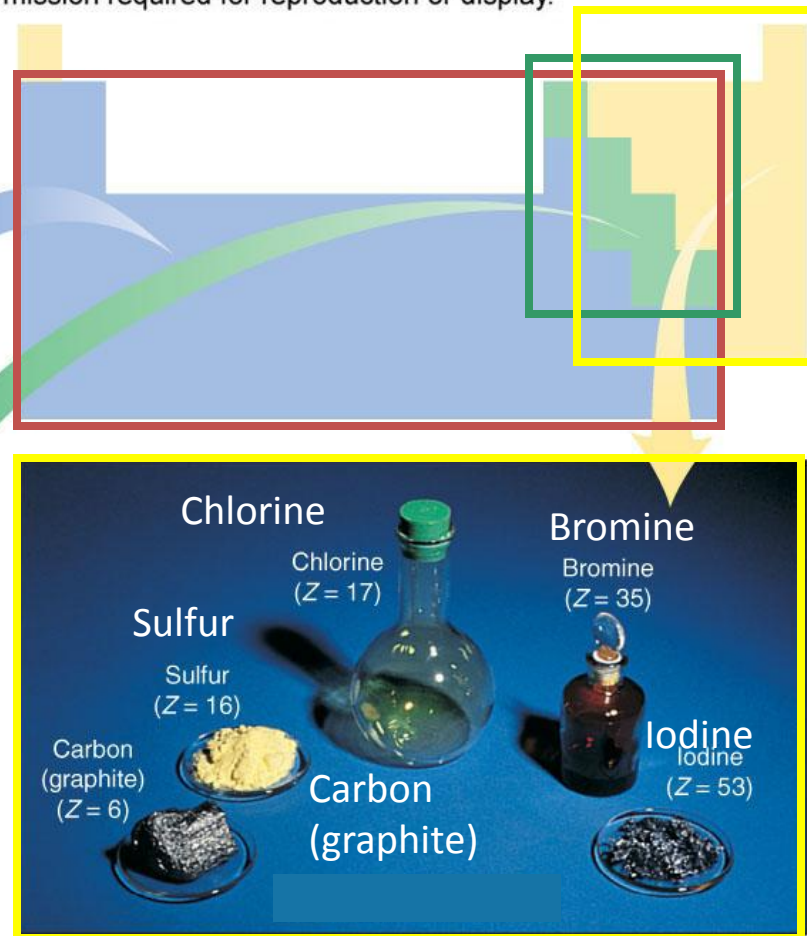 mission required for reproduction or display.
Chlorine
Chlorine
(Z = 17)
Bromine
Bromine
(Z = 35)
Sulfur
Sulfur
(Z = 16)
Carbon
(graphite)
(Z = 6)
Carbon
(graphite)
Iodine
Iodine
(Z = 53)